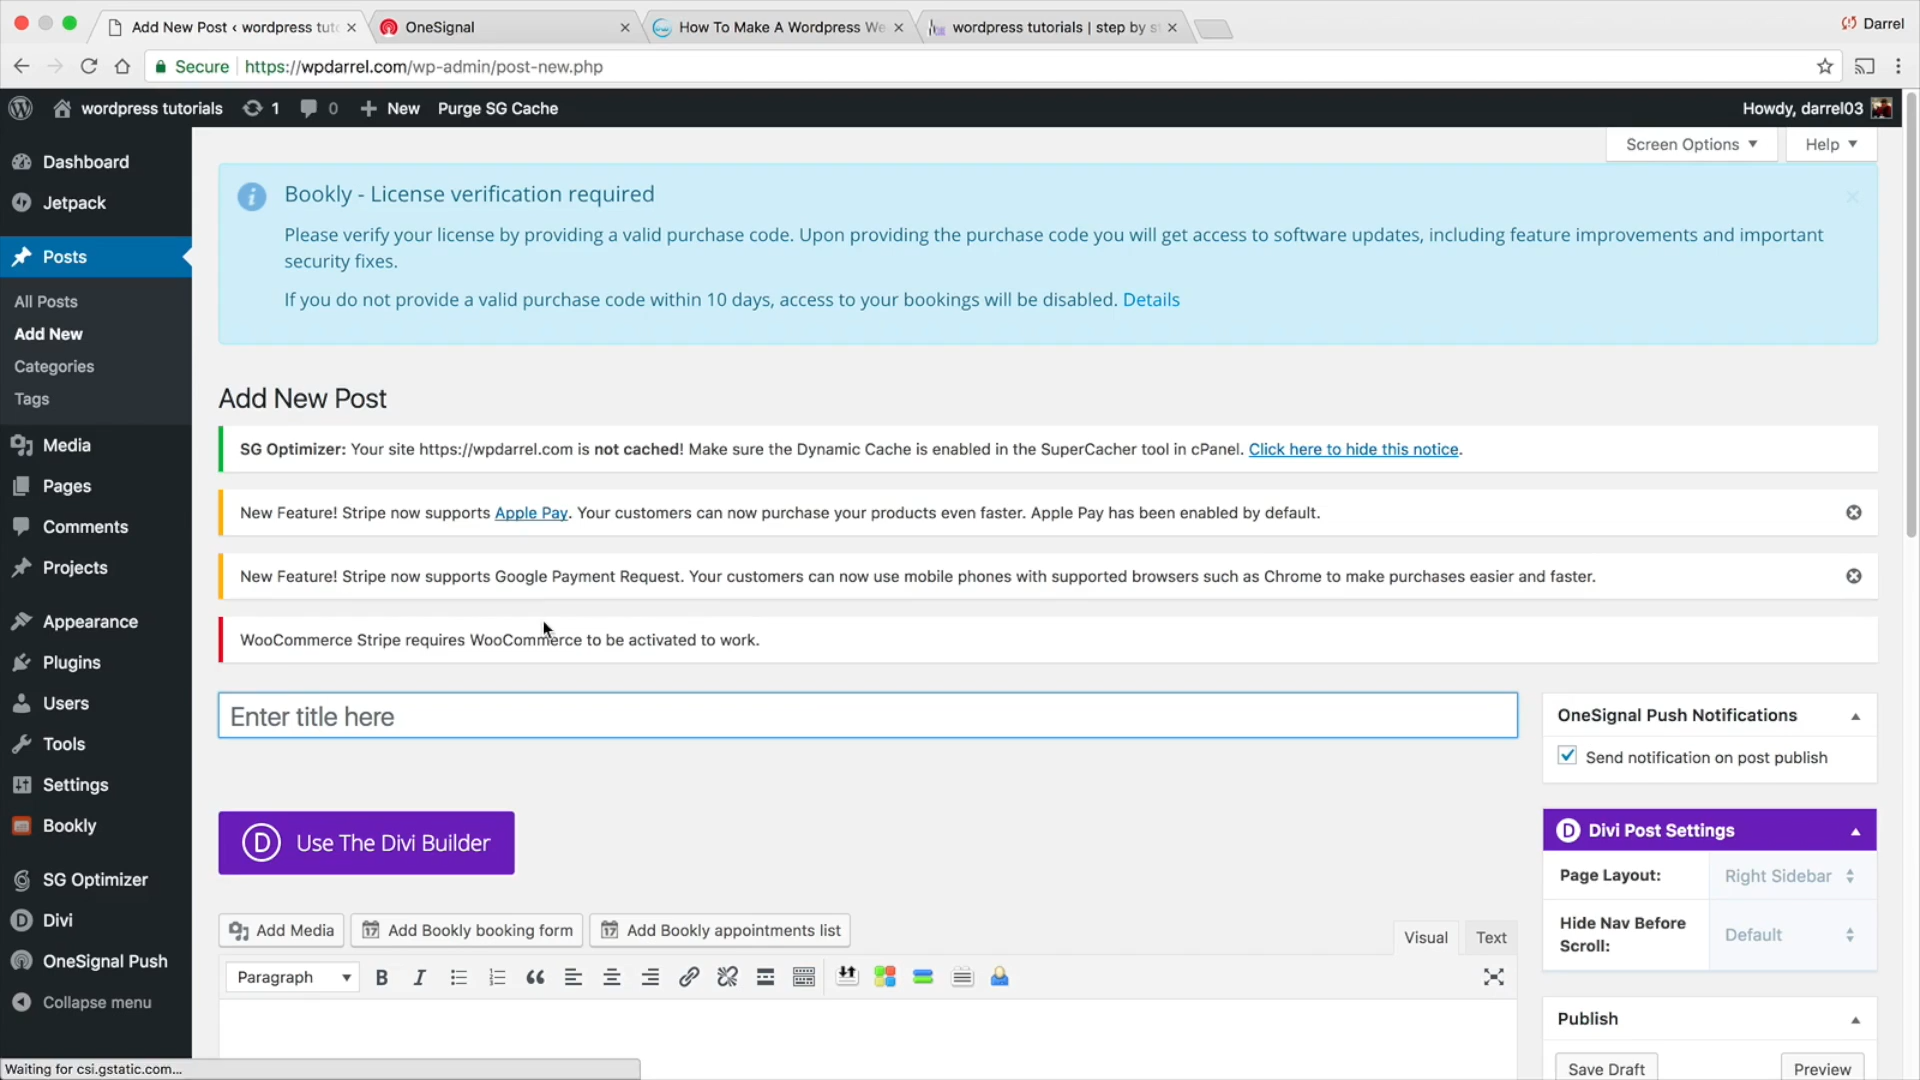 Add New Post ‹ wordpress tut
OneSignal
How To Make A Wordpress We
wordpress tutorials | step by st
Darrel
Secure
https://wpdarrel.com/wp-admin/post-new.php
wordpress tutorials
1
0
New
Purge SG Cache
Howdy, darrel03
Screen Options
Help
Dashboard
Jetpack
Posts
All Posts
Add New
Categories
Tags
Media
Pages
Comments
Projects
Appearance
Plugins
Users
Tools
Settings
Bookly
SG Optimizer
Divi
OneSignal Push
Collapse menu
Bookly - License verification required
Please verify your license by providing a valid purchase code. Upon providing the purchase code you will get access to software updates, including feature improvements and important
security fixes.
If you do not provide a valid purchase code within 10 days, access to your bookings will be disabled. Details
Add New Post
SG Optimizer: Your site https://wpdarrel.com is not cached! Make sure the Dynamic Cache is enabled in the SuperCacher tool in cPanel. Click here to hide this notice.
New Feature! Stripe now supports Apple Pay. Your customers can now purchase your products even faster. Apple Pay has been enabled by default.
New Feature! Stripe now supports Google Payment Request. Your customers can now use mobile phones with supported browsers such as Chrome to make purchases easier and faster.
WooCommerce Stripe requires WooCommerce to be activated to work.
Enter title here
D Use The Divi Builder
Add Media
17 Add Bookly booking form
17 Add Bookly appointments list
Visual
Text
Paragraph
B
I
OneSignal Push Notifications
Send notification on post publish
D Divi Post Settings
Page Layout:
Right Sidebar
Hide Nav Before
Scroll:
Default
Publish
Save Draft
Preview
Waiting for csi.gstatic.com...